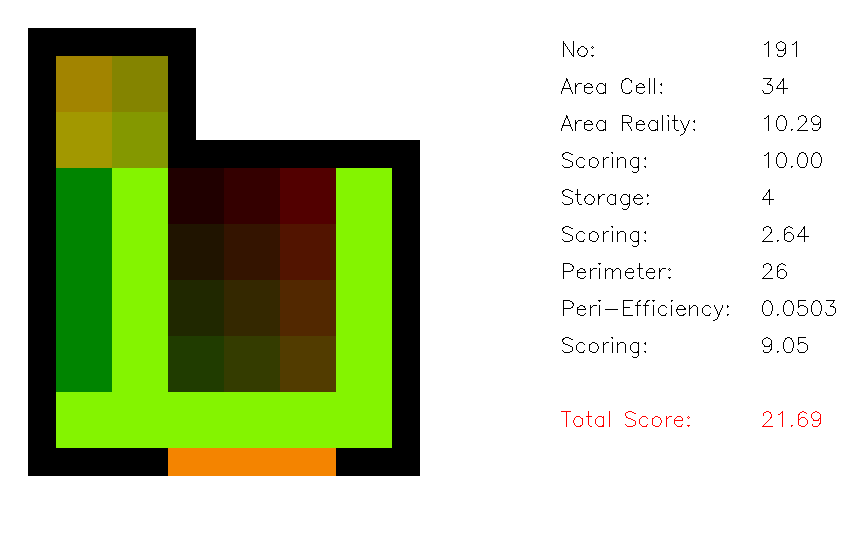 No: 191
Area Cell: 34
Area Reality: 10.29
Scoring: 10.00
Storage: 4
Scoring: 2.64
Perimeter: 26
Peri-Efficiency: 0.0503
Scoring: 9.05
Total Score: 21.69